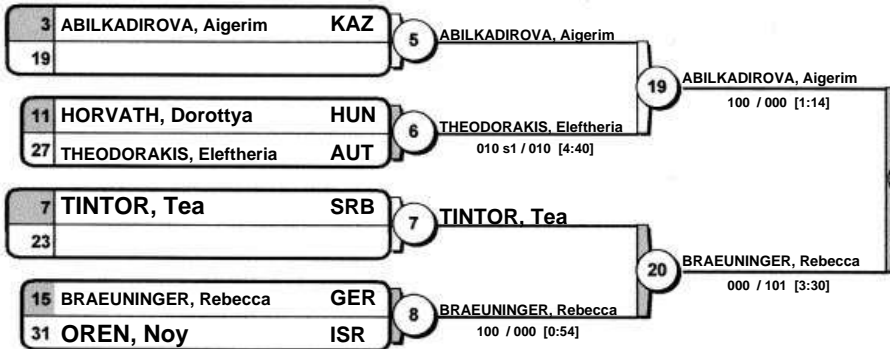 3 ABILKADIROVA, Aigerim KAZ
19
5
ABILKADIROVA, Aigerim
11 HORVATH, Dorottya HUN
27 THEODORAKIS, Eleftheria AUT
6
THEODORAKIS, Eleftheria
010 s1 / 010 [4:40]
19
ABILKADIROVA, Aigerim
100 / 000 [1:14]
7 TINTOR, Tea SRB
23
7
TINTOR, Tea
15 BRAEUNINGER, Rebecca GER
31 OREN, Noy ISR
8
BRAEUNINGER, Rebecca
100 / 000 [0:54]
20
BRAEUNINGER, Rebecca
000 / 101 [3:30]